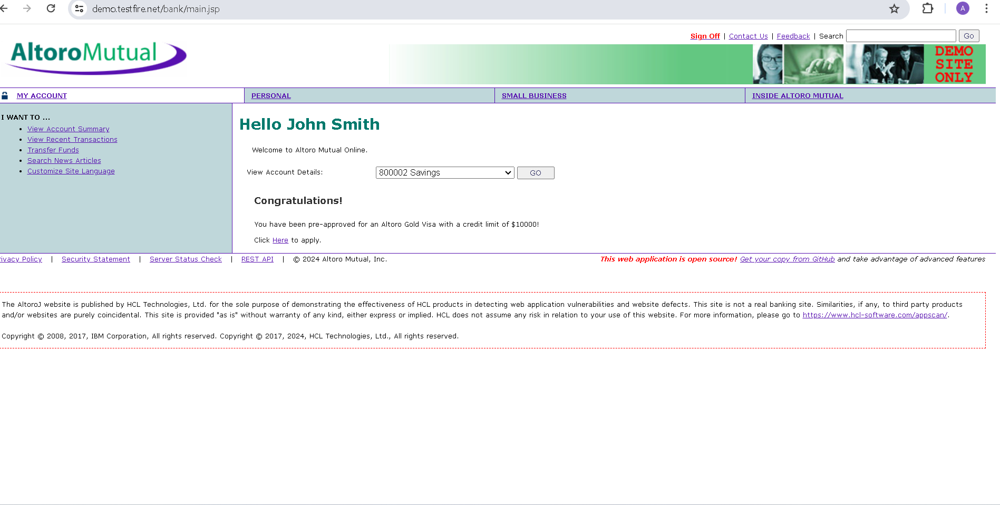 demo.testfire.net/bank/main.jsp
A
Sign Off | Contact Us | Feedback | Search Go
AltoroMutual
DEMO
SITE
ONLY
MY ACCOUNT PERSONAL SMALL BUSINESS INSIDE ALTORO MUTUAL
I WANT TO ...
• View Account Summary
• View Recent Transactions
• Transfer Funds
• Search News Articles
• Customize Site Language
Hello John Smith
Welcome to Altoro Mutual Online.
View Account Details: 800002 Savings GO
Congratulations!
You have been pre-approved for an Altoro Gold Visa with a credit limit of $10000!
Click Here to apply.
rivacy Policy | Security Statement | Server Status Check | REST API | © 2024 Altoro Mutual, Inc. This web application is open source! Get your copy from GitHub and take advantage of advanced features
The AltoroJ website is published by HCL Technologies, Ltd. for the sole purpose of demonstrating the effectiveness of HCL products in detecting web application vulnerabilities and website defects. This site is not a real banking site. Similarities, if any, to third party products
and/or websites are purely coincidental. This site is provided "as is" without warranty of any kind, either express or implied. HCL does not assume any risk in relation to your use of this website. For more information, please go to https://www.hcl-software.com/appscan/.
Copyright © 2008, 2017, IBM Corporation, All rights reserved. Copyright © 2017, 2024, HCL Technologies, Ltd., All rights reserved.